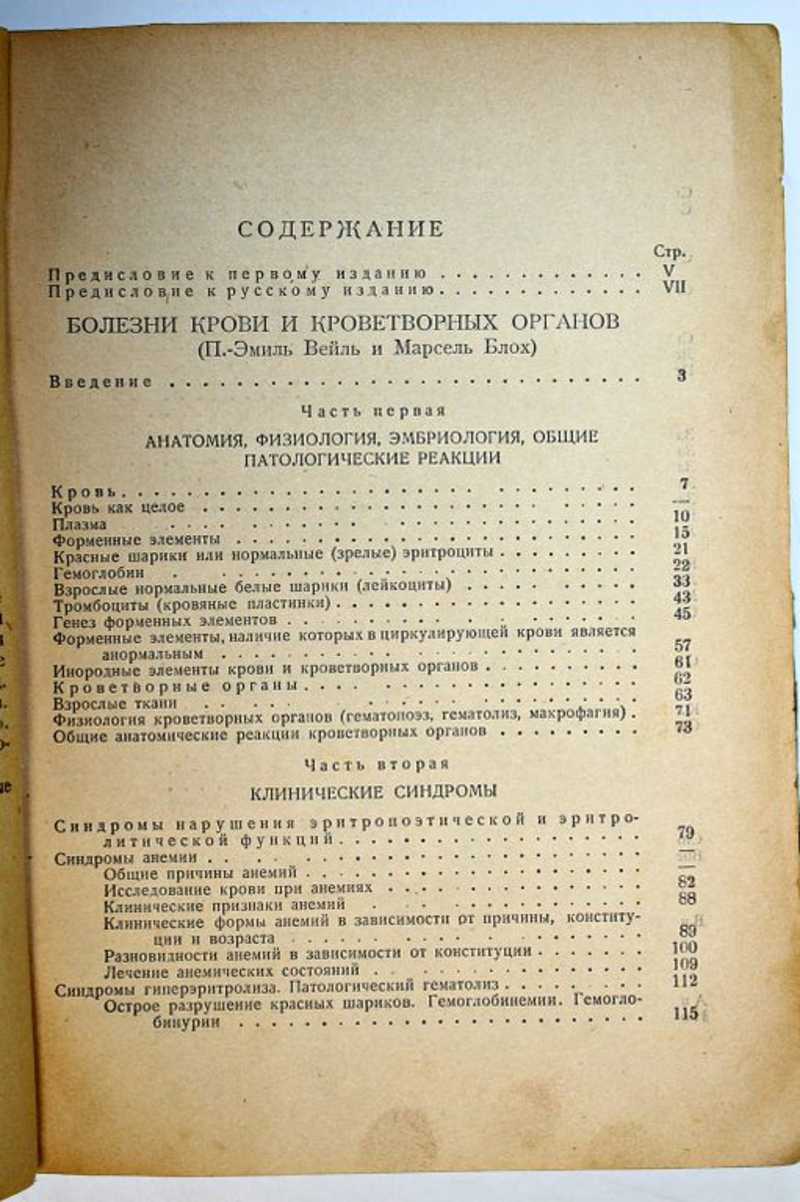 СОДЕРЖАНИЕ
Стр.
Предисловие к первому изданию . . . . . . . . . . . . . V
Предисловие к русскому изданию. . . . . . . . . . . . . VII
БОЛЕЗНИ КРОВИ И КРОВЕТВОРНЫХ ОРГАНОВ
(П.-Эмиль Вейль и Марсель Блох)
Введение . . . . . . . . . . . . . . . . . . . . . . . . 3
Часть первая
АНАТОМИЯ, ФИЗИОЛОГИЯ, ЭМБРИОЛОГИЯ, ОБЩИЕ
ПАТОЛОГИЧЕСКИЕ РЕАКЦИИ
Кровь. . . . . . . . . . . . . . . . . . . . . . . . . 7
Кровь как целое . . . . . . . . . . . . . . . . . . . . —
Плазма . . . . . . . . . . . . . . . . . . . . . . . . 10
Форменные элементы . . . . . . . . . . . . . . . . . . 15
Красные шарики или нормальные (зрелые) эритроциты . . . . . . . . . 21
Гемоглобин . . . . . . . . . . . . . . . . . . . . . . 22
Взрослые нормальные белые шарики (лейкоциты) . . . . . . . . . . 33
Тромбоциты (кровяные пластинки) . . . . . . . . . . . . . . . 43
Генез форменных элементов . . . . . . . . . . . . . . . . . 45
Форменные элементы, наличие которых в циркулирующей крови является
анормальным . . . . . . . . . . . . . . . . . . . . . 57
Инородные элементы крови и кроветворных органов . . . . . . . . . 61
Кроветворные органы . . . . . . . . . . . . . . . . . . . 62
Взрослые ткани . . . . . . . . . . . . . . . . . . . . . 63
Физиология кроветворных органов (гематопоэз, гематолиз, макрофагия) . 71
Общие анатомические реакции кроветворных органов . . . . . . . . . 73
Часть вторая
КЛИНИЧЕСКИЕ СИНДРОМЫ
Синдромы нарушения эритропоэтической и эритро-
литической функций . . . . . . . . . . . . . . . . . . 79
Синдромы анемии . . . . . . . . . . . . . . . . . . . . —
Общие причины анемий . . . . . . . . . . . . . . . . . —
Исследование крови при анемиях . . . . . . . . . . . . . . 82
Клинические признаки анемий . . . . . . . . . . . . . . . 88
Клинические формы анемий в зависимости от причины, конститу-
ции и возраста . . . . . . . . . . . . . . . . . . . 89
Разновидности анемий в зависимости от конституции . . . . . . . 100
Лечение анемических состояний . . . . . . . . . . . . . . 109
Синдромы гиперэритролиза. Патологический гематолиз . . . . . . . . 112
Острое разрушение красных шариков. Гемоглобинемии. Гемогло-
бинурии . . . . . . . . . . . . . . . . . . . . . . 115